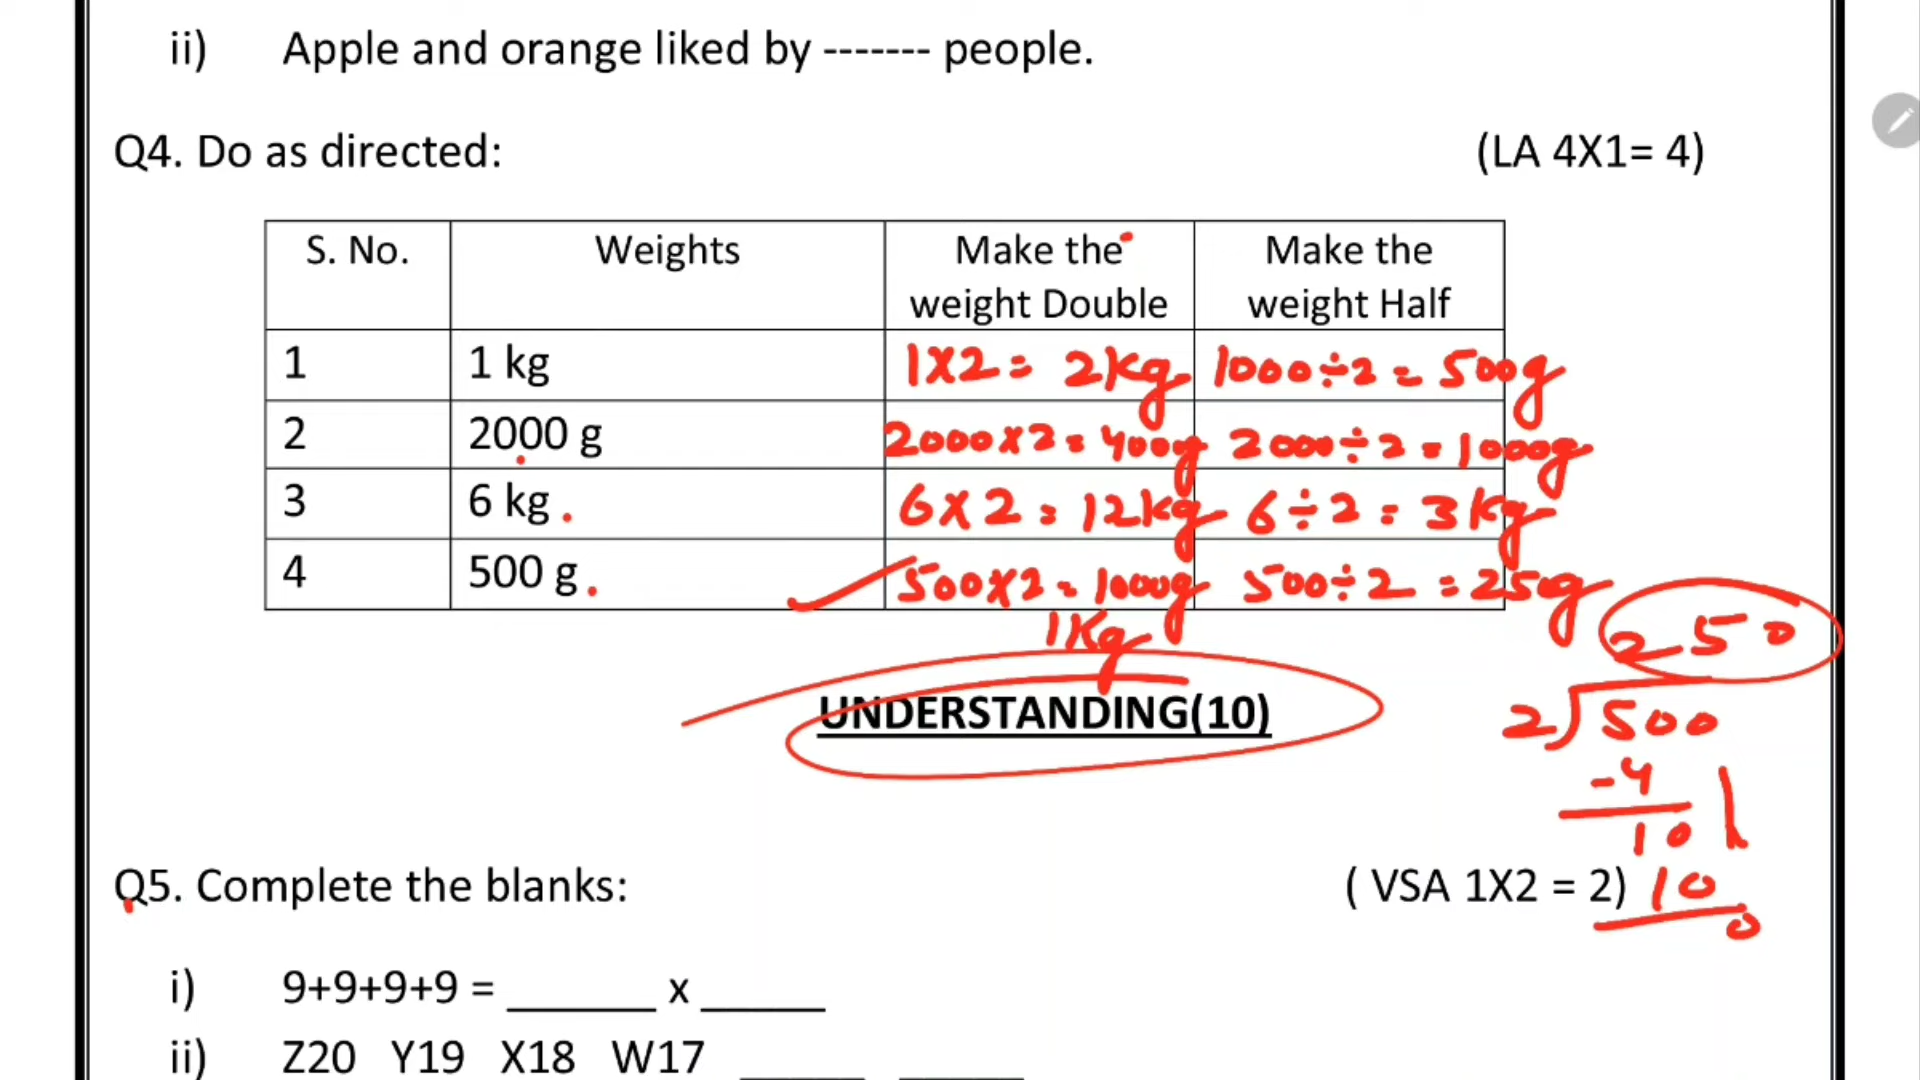 ii) Apple and orange liked by ------- people.
Q4. Do as directed: (LA 4X1= 4)
S. No. Weights Make the weight Double Make the weight Half
1 1 kg 1X2 = 2kg 1000÷2 = 500g
2 2000 g 2000x2 = 400g 2000÷2 = 1000g
3 6 kg 6X2 = 12kg 6÷2 = 3kg
4 500 g 500X2 = 1000g 500÷2 = 250g
1Kg
250
UNDERSTANDING(10)
2)500
-4
10
Q5. Complete the blanks: ( VSA 1X2 = 2)
10
0
i) 9+9+9+9 = ______ x _____
ii) Z20 Y19 X18 W17 _____ _____